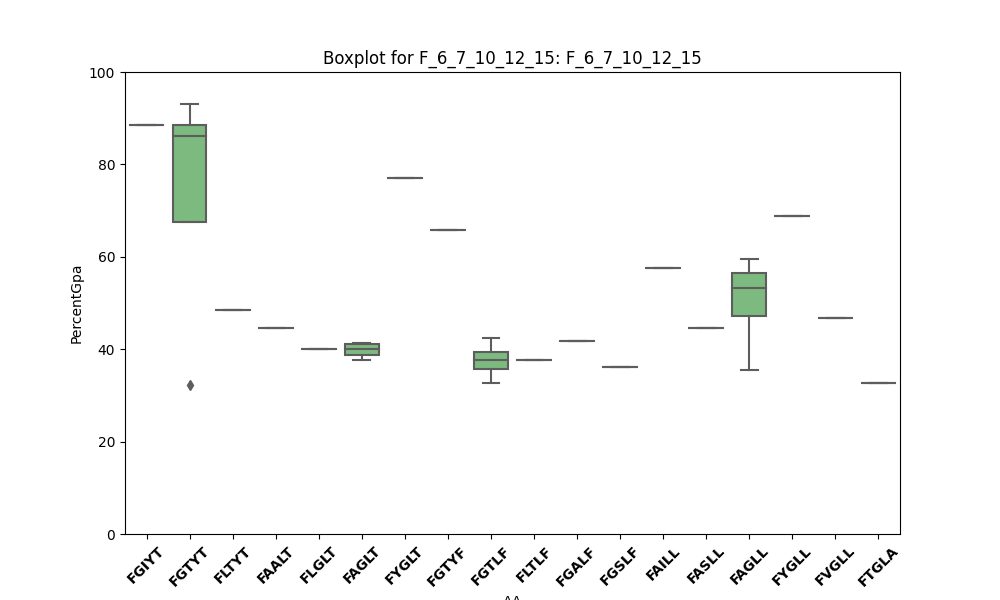 Boxplot for F_6_7_10_12_15: F_6_7_10_12_15
100
80
60
40
20
0
PercentGpa
FGIYT
FGTYT
FLTYT
FAALT
FLGLT
FAGLT
FYGLT
FGTYF
FGTLF
FLTLF
FGALF
FGSLF
FAILL
FASLL
FAGLL
FYGLL
FVGLL
FTGLA
AA